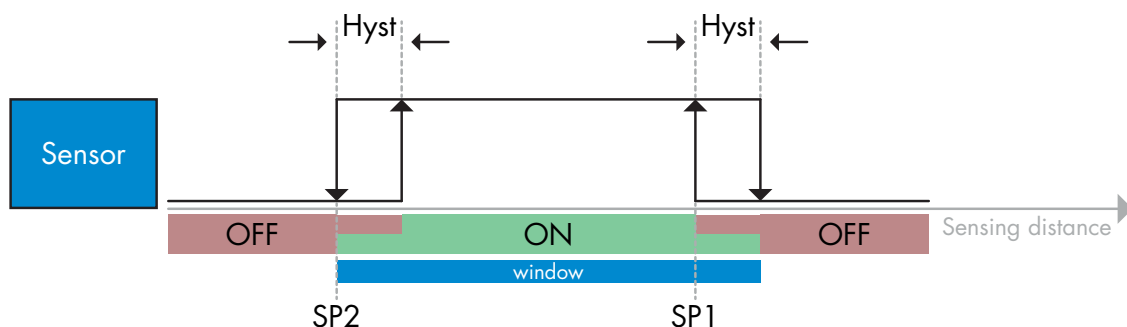 Hyst
Hyst
Sensor
OFF
ON
OFF
Sensing distance
window
SP2
SP1